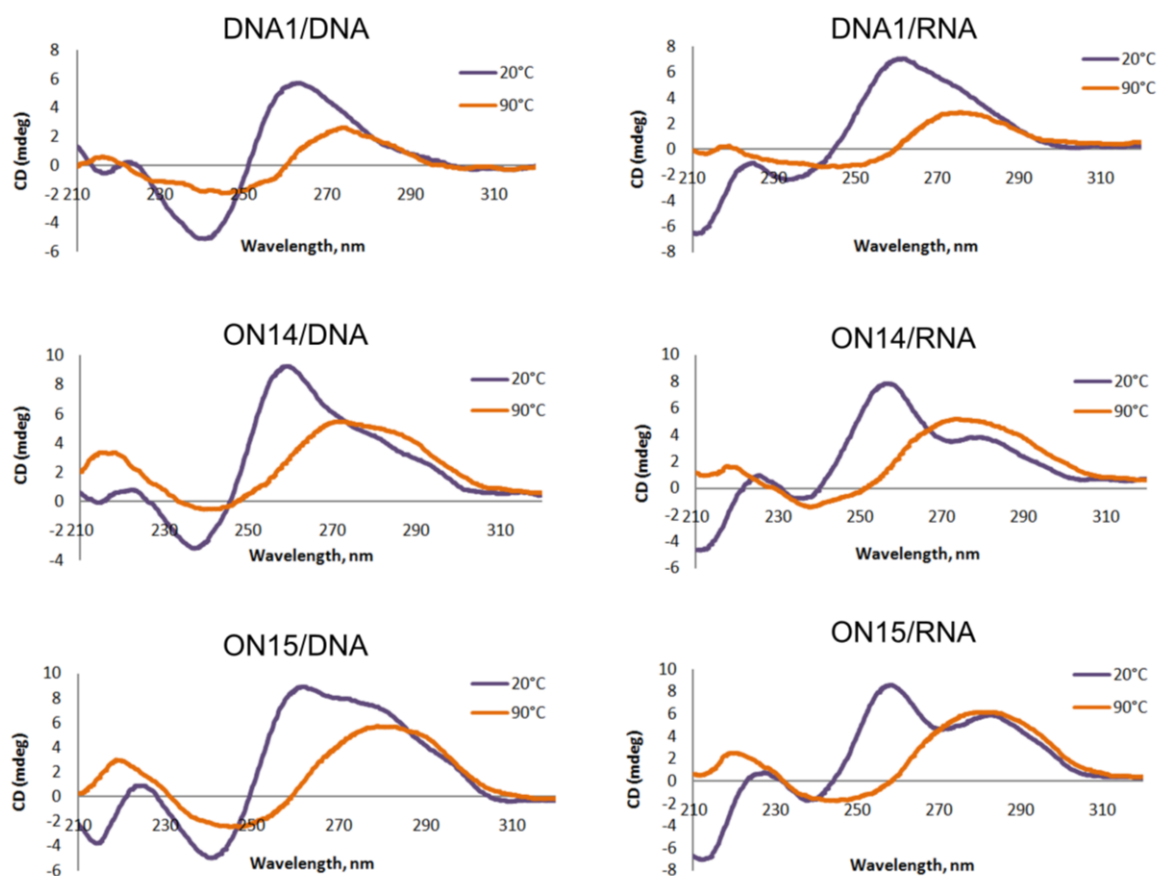 DNA1/DNA
8
6
4
2
0
-2
-4
-6
210
230
250
270
290
310
CD (mdeg)
Wavelength, nm
20°C
90°C
DNA1/RNA
8
6
4
2
0
-2
-4
-6
-8
210
230
250
270
290
310
CD (mdeg)
Wavelength, nm
20°C
90°C
ON14/DNA
10
8
6
4
2
0
-2
-4
210
230
250
270
290
310
CD (mdeg)
Wavelength, nm
20°C
90°C
ON14/RNA
10
8
6
4
2
0
-2
-4
-6
210
230
250
270
290
310
CD (mdeg)
Wavelength, nm
20°C
90°C
ON15/DNA
10
8
6
4
2
0
-2
-4
-6
210
230
250
270
290
310
CD (mdeg)
Wavelength, nm
20°C
90°C
ON15/RNA
10
8
6
4
2
0
-2
-4
-6
-8
210
230
250
270
290
310
CD (mdeg)
Wavelength, nm
20°C
90°C